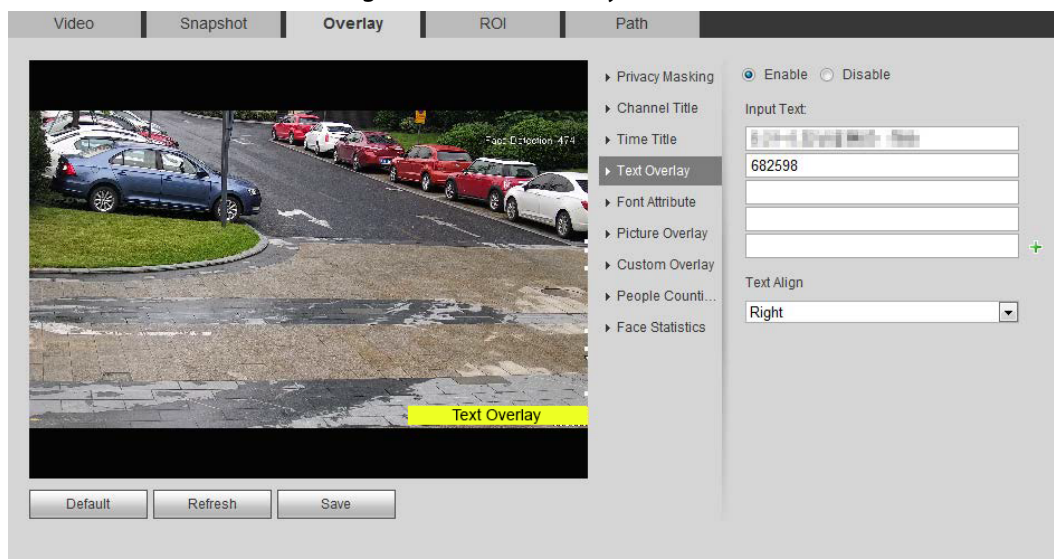 Video Snapshot Overlay ROI Path
Face Detection 474
Text Overlay
Default Refresh Save
Privacy Masking
Channel Title
Time Title
Text Overlay
Font Attribute
Picture Overlay
Custom Overlay
People Counti...
Face Statistics
Enable Disable
Input Text:
682598
Text Align
Right